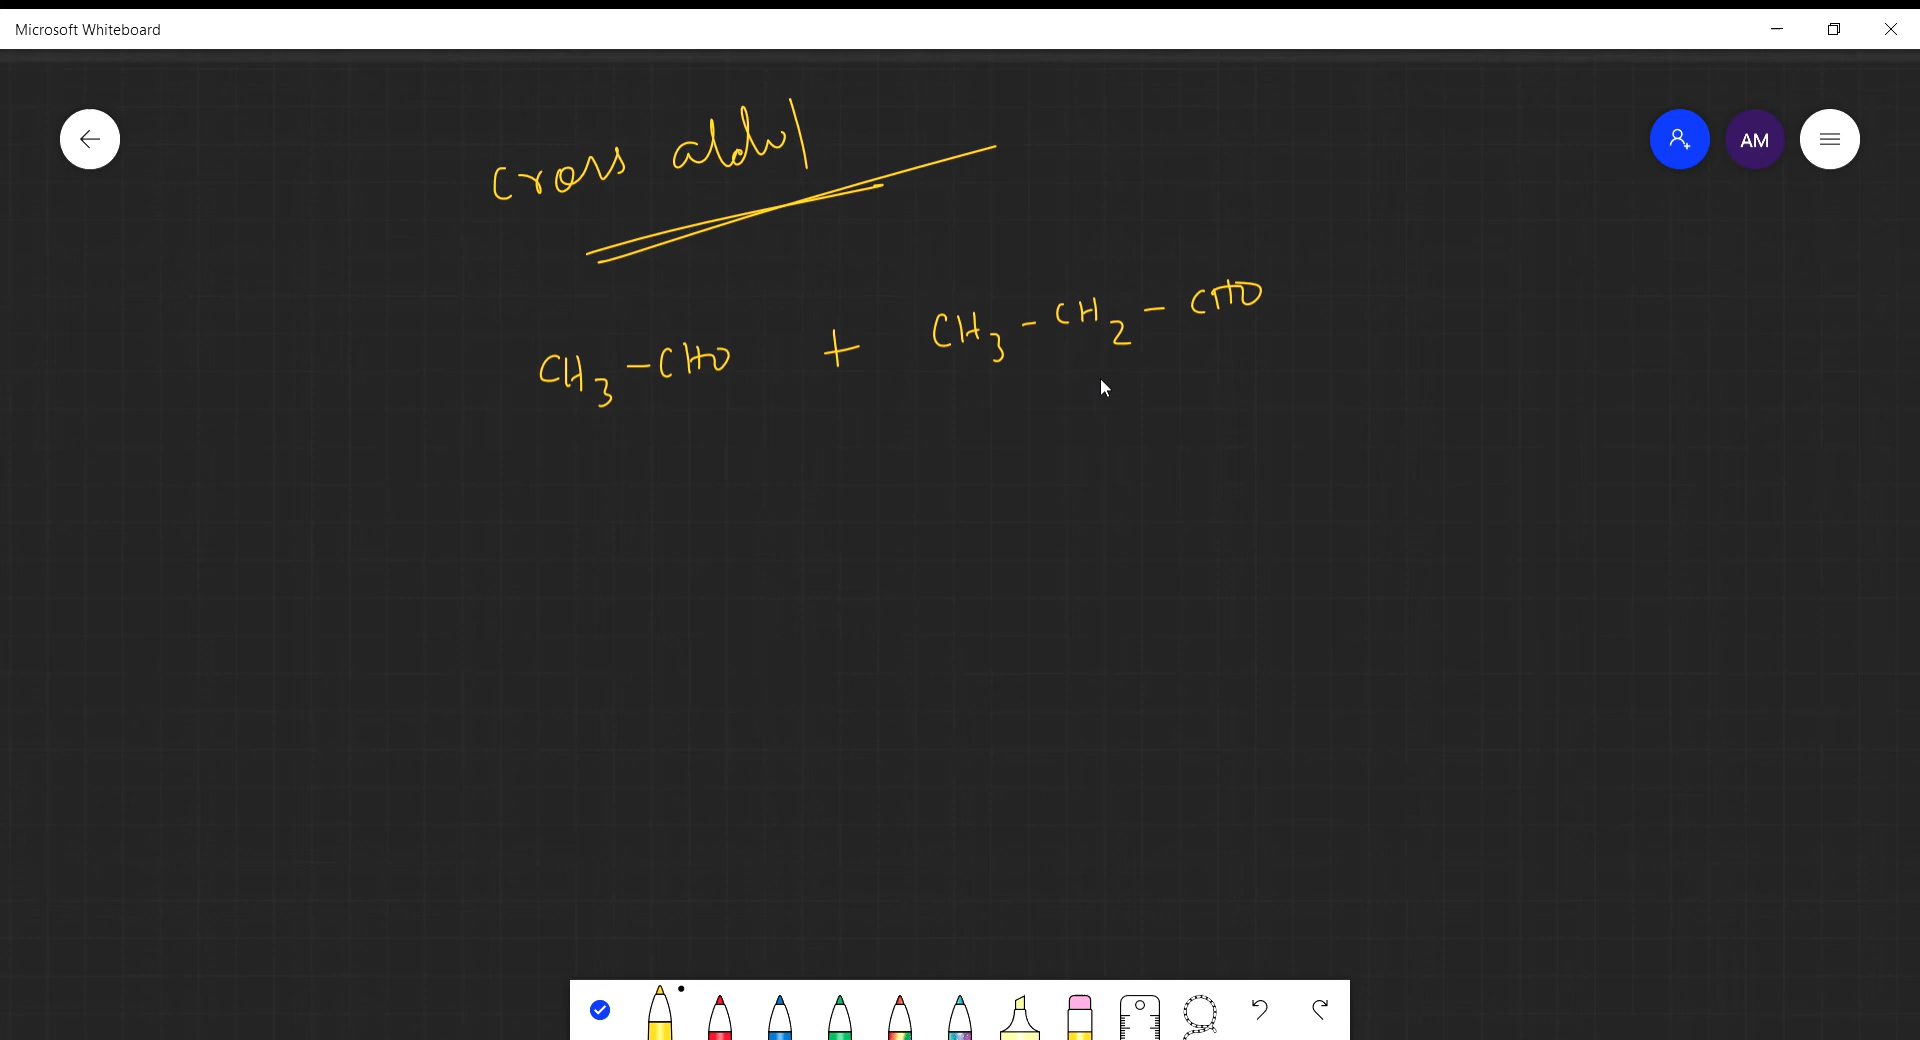 Microsoft Whiteboard
cross aldol
AM
CH3 - CHO + CH3 - CH2 - CHO